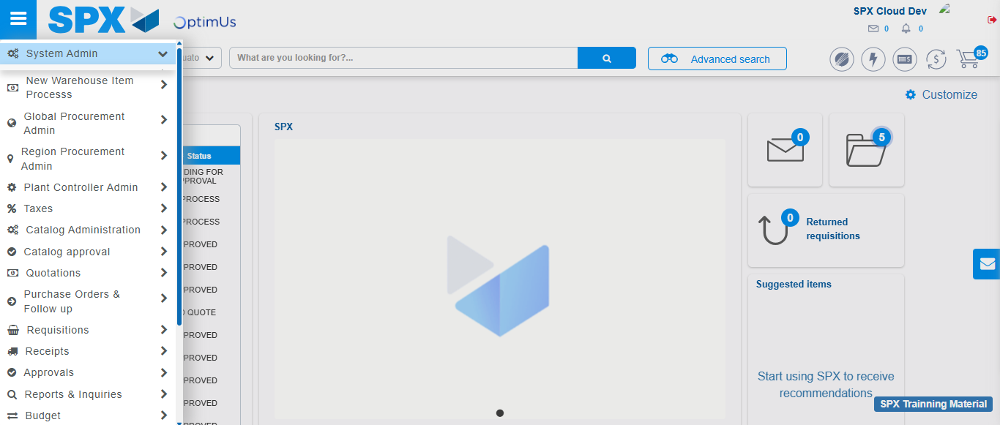 SPX
OptimUs
SPX Cloud Dev
0
0
System Admin
uato
What are you looking for?...
Advanced search
85
Customize
New Warehouse Item
Processs
Global Procurement
Admin
Region Procurement
Admin
Plant Controller Admin
Taxes
Catalog Administration
Catalog approval
Quotations
Purchase Orders &
Follow up
Requisitions
Receipts
Approvals
Reports & Inquiries
Budget
Status
DING FOR
PROVAL
PROCESS
PROCESS
PROVED
PROVED
PROVED
QUOTE
PROVED
PROVED
PROVED
PROVED
PROVED
SPX
0
5
0
Returned
requisitions
Suggested items
Start using SPX to receive
recommendations
SPX Trainning Material